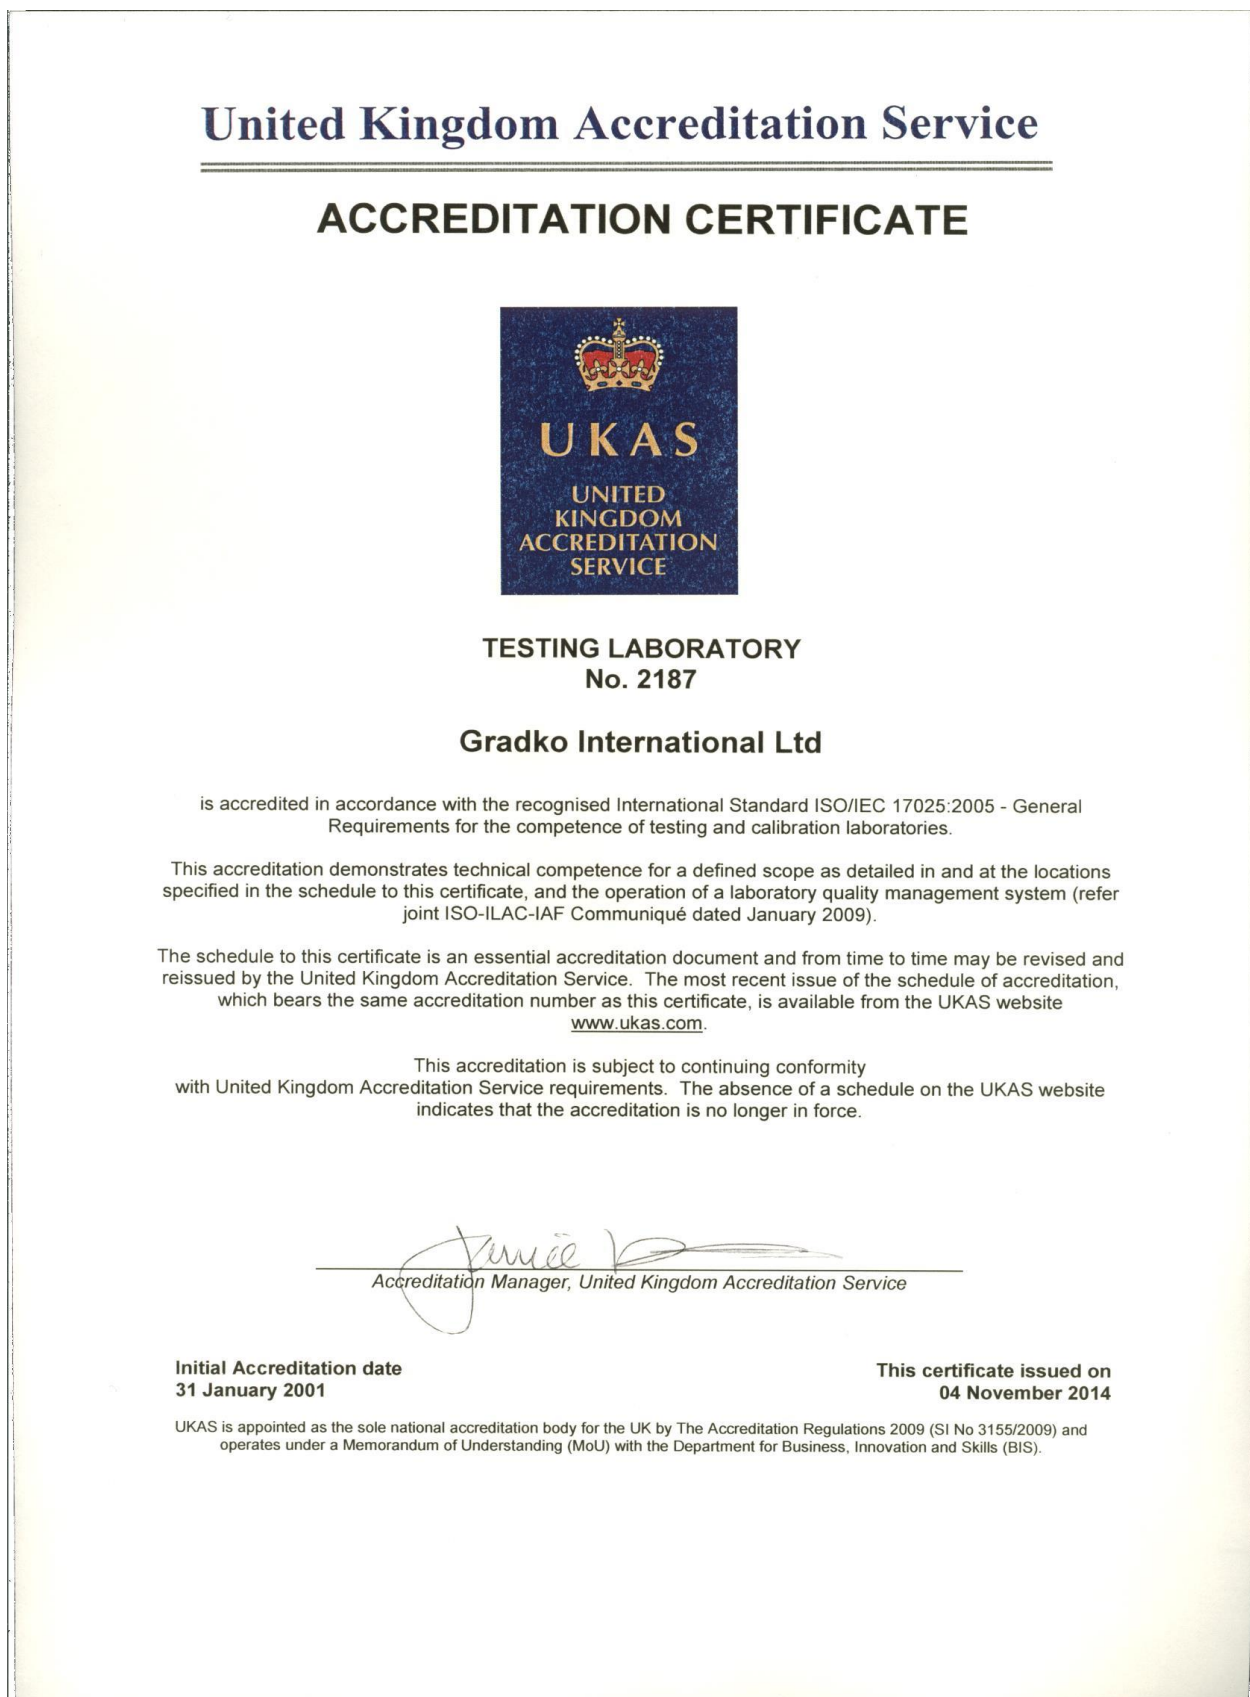 United Kingdom Accreditation Service
ACCREDITATION CERTIFICATE
UKAS
UNITED
KINGDOM
ACCREDITATION
SERVICE
TESTING LABORATORY
No. 2187
Gradko International Ltd
is accredited in accordance with the recognised International Standard ISO/IEC 17025:2005 - General
Requirements for the competence of testing and calibration laboratories.
This accreditation demonstrates technical competence for a defined scope as detailed in and at the locations
specified in the schedule to this certificate, and the operation of a laboratory quality management system (refer
joint ISO-ILAC-IAF Communiqué dated January 2009).
The schedule to this certificate is an essential accreditation document and from time to time may be revised and
reissued by the United Kingdom Accreditation Service. The most recent issue of the schedule of accreditation,
which bears the same accreditation number as this certificate, is available from the UKAS website
www.ukas.com.
This accreditation is subject to continuing conformity
with United Kingdom Accreditation Service requirements. The absence of a schedule on the UKAS website
indicates that the accreditation is no longer in force.
Accreditation Manager, United Kingdom Accreditation Service
Initial Accreditation date
31 January 2001
This certificate issued on
04 November 2014
UKAS is appointed as the sole national accreditation body for the UK by The Accreditation Regulations 2009 (SI No 3155/2009) and
operates under a Memorandum of Understanding (MoU) with the Department for Business, Innovation and Skills (BIS).